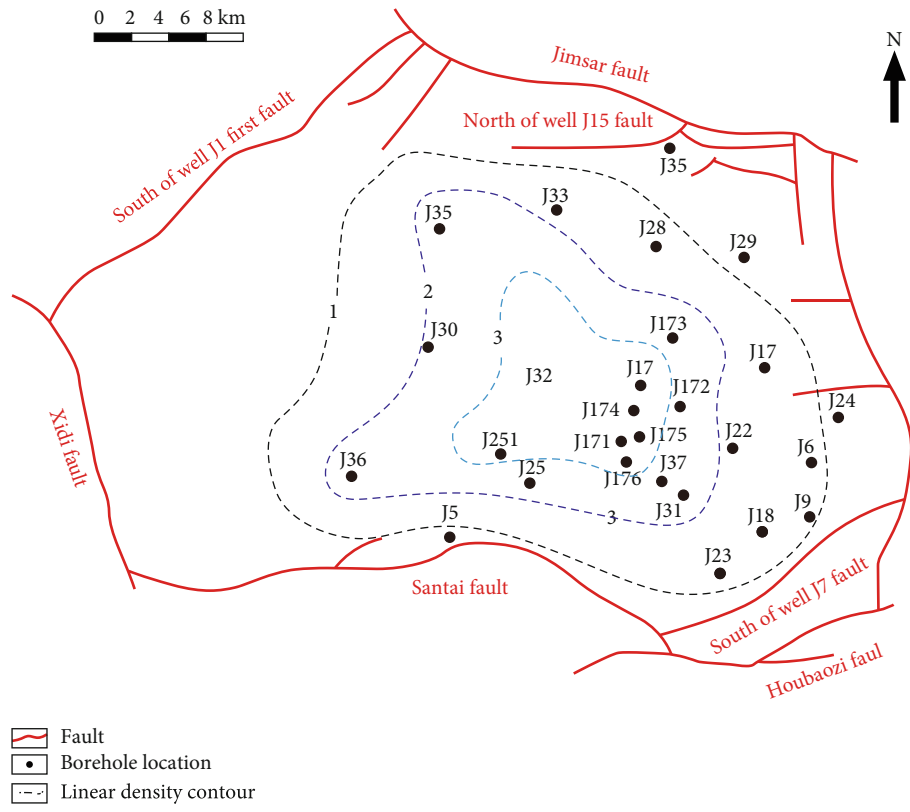 0 2 4 6 8 km
N
Jimsar fault
South of well J1 first fault
North of well J15 fault
J35
J33
J35
J28
J29
1
2
3
J30
J173
J17
J32
J17
J172
J174
J24
J171
J175
J22
J6
J251
J25
J176
J37
J36
J31
3
J9
J18
J5
J23
Xidi fault
Santai fault
South of well J7 fault
Houbaozi faul
Fault
Borehole location
Linear density contour